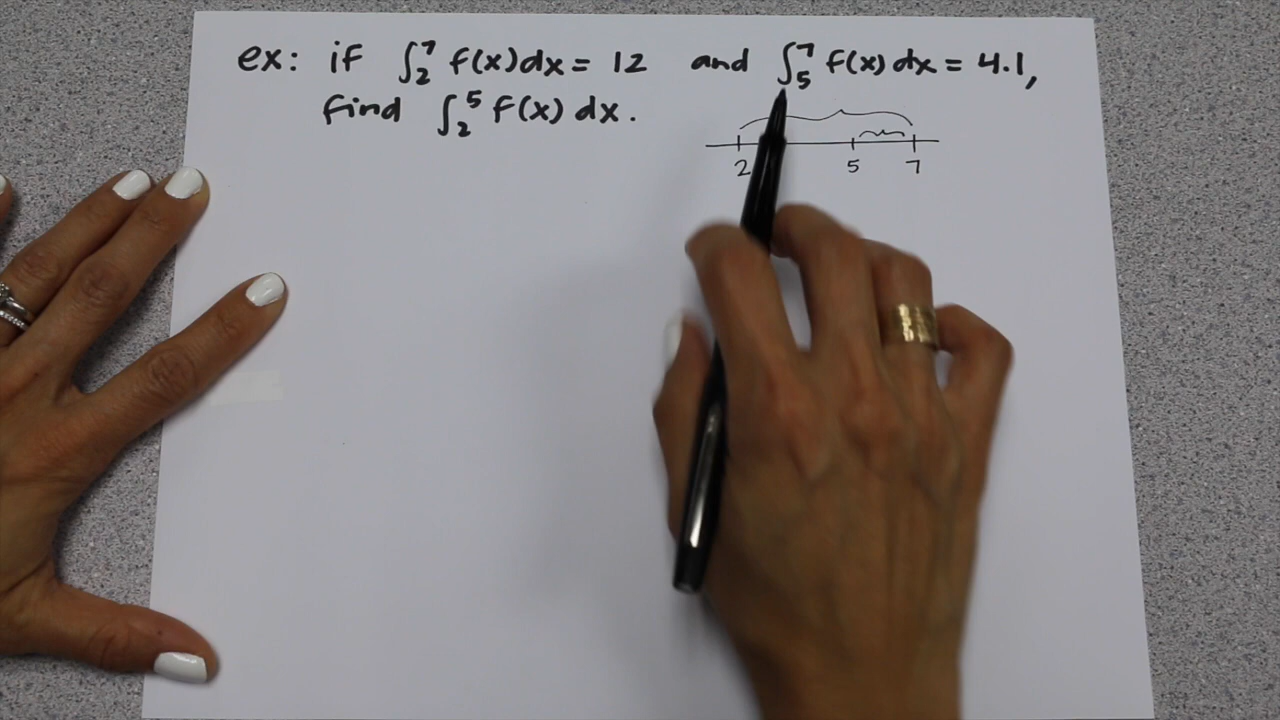 ex: if ∫₂⁷ f(x)dx = 12 and ∫₅⁷ f(x)dx = 4.1,
find ∫₂⁵ f(x) dx.
2 5 7